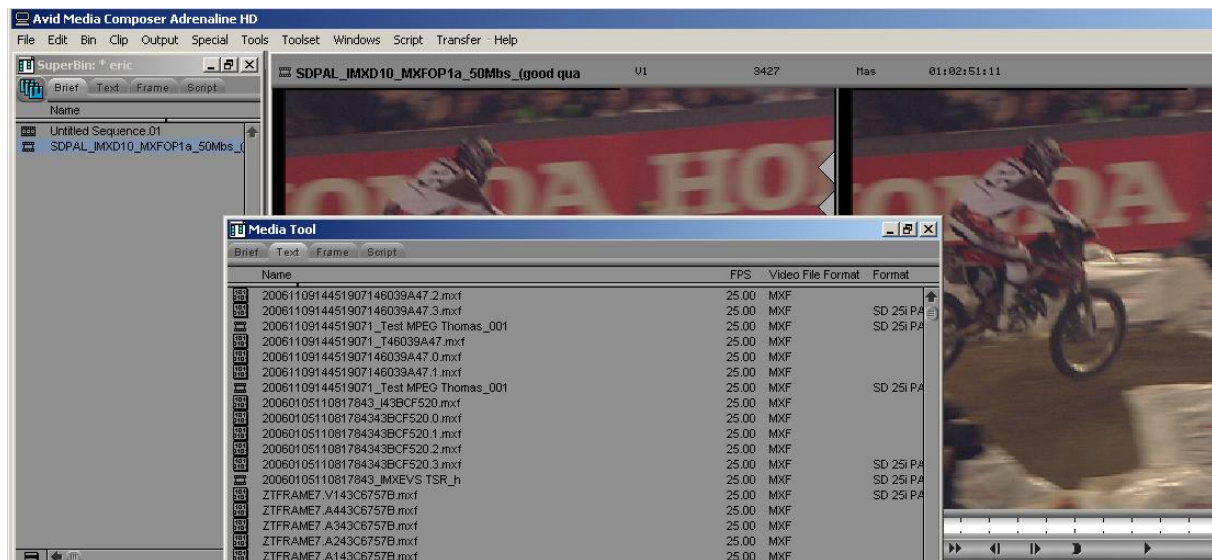 Avid Media Composer Adrenaline HD
File Edit Bin Clip Output Special Tools Toolset Windows Script Transfer Help
SuperBin: * eric
Brief Text Frame Script
Name
Untitled Sequence.01
SDPAL_IMXD10_MXFOP1a_50Mbs_(
SDPAL_IMXD10_MXFOP1a_50Mbs_(good qua V1 3427 Mas 01:02:51:11
ONDA HON
ONDA
Media Tool
Brief Text Frame Script
Name FPS Video File Format Format
2006110914451907146039A47.2.mxf 25.00 MXF
2006110914451907146039A47.3.mxf 25.00 MXF SD 25i PA
20061109144519071_Test MPEG Thomas_001 25.00 MXF SD 25i PA
20061109144519071_T46039A47.mxf 25.00 MXF
2006110914451907146039A47.0.mxf 25.00 MXF
2006110914451907146039A47.1.mxf 25.00 MXF
20061109144519071_Test MPEG Thomas_001 25.00 MXF SD 25i PA
20060105110817843_I43BCF520.mxf 25.00 MXF
2006010511081784343BCF520.0.mxf 25.00 MXF
2006010511081784343BCF520.1.mxf 25.00 MXF
2006010511081784343BCF520.2.mxf 25.00 MXF
2006010511081784343BCF520.3.mxf 25.00 MXF SD 25i PA
20060105110817843_IMXEVS TSR_h 25.00 MXF SD 25i PA
ZTFRAME7.V143C6757B.mxf 25.00 MXF SD 25i PA
ZTFRAME7.A443C6757B.mxf 25.00 MXF
ZTFRAME7.A343C6757B.mxf 25.00 MXF
ZTFRAME7.A243C6757B.mxf 25.00 MXF
ZTFRAME7.A143C6757B.mxf 25.00 MXF